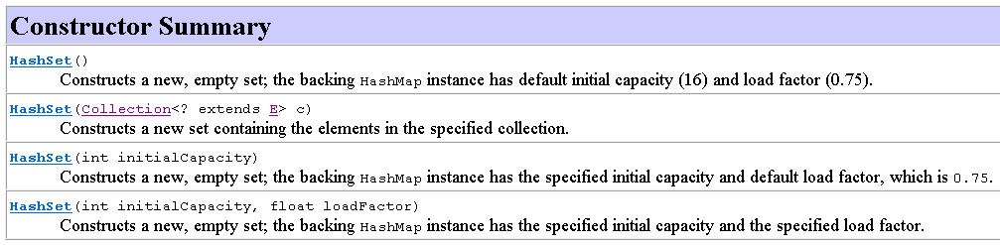 Constructor Summary
HashSet()
Constructs a new, empty set; the backing HashMap instance has default initial capacity (16) and load factor (0.75).
HashSet(Collection<? extends E> c)
Constructs a new set containing the elements in the specified collection.
HashSet(int initialCapacity)
Constructs a new, empty set; the backing HashMap instance has the specified initial capacity and default load factor, which is 0.75.
HashSet(int initialCapacity, float loadFactor)
Constructs a new, empty set; the backing HashMap instance has the specified initial capacity and the specified load factor.